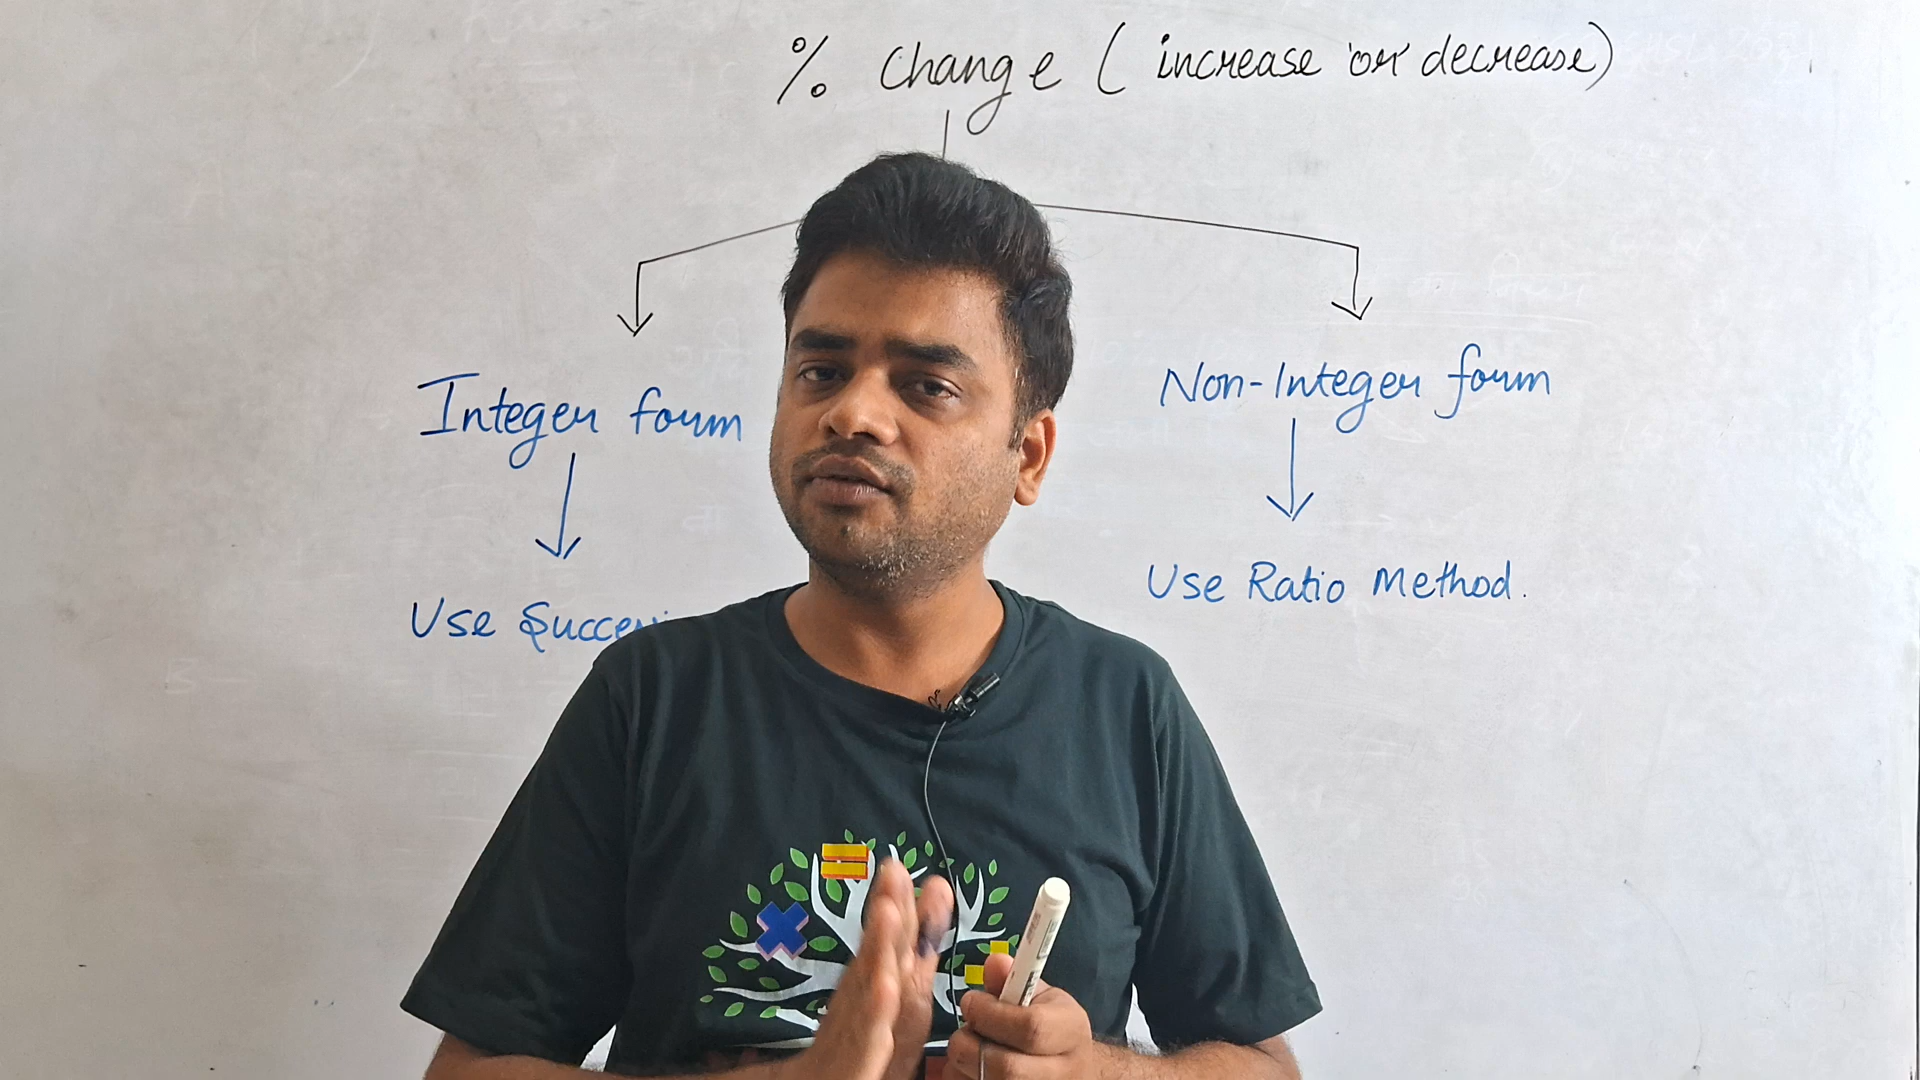 % Change ( increase or decrease)
Integer form
Non-Integer form
Use Ratio Method.
Use